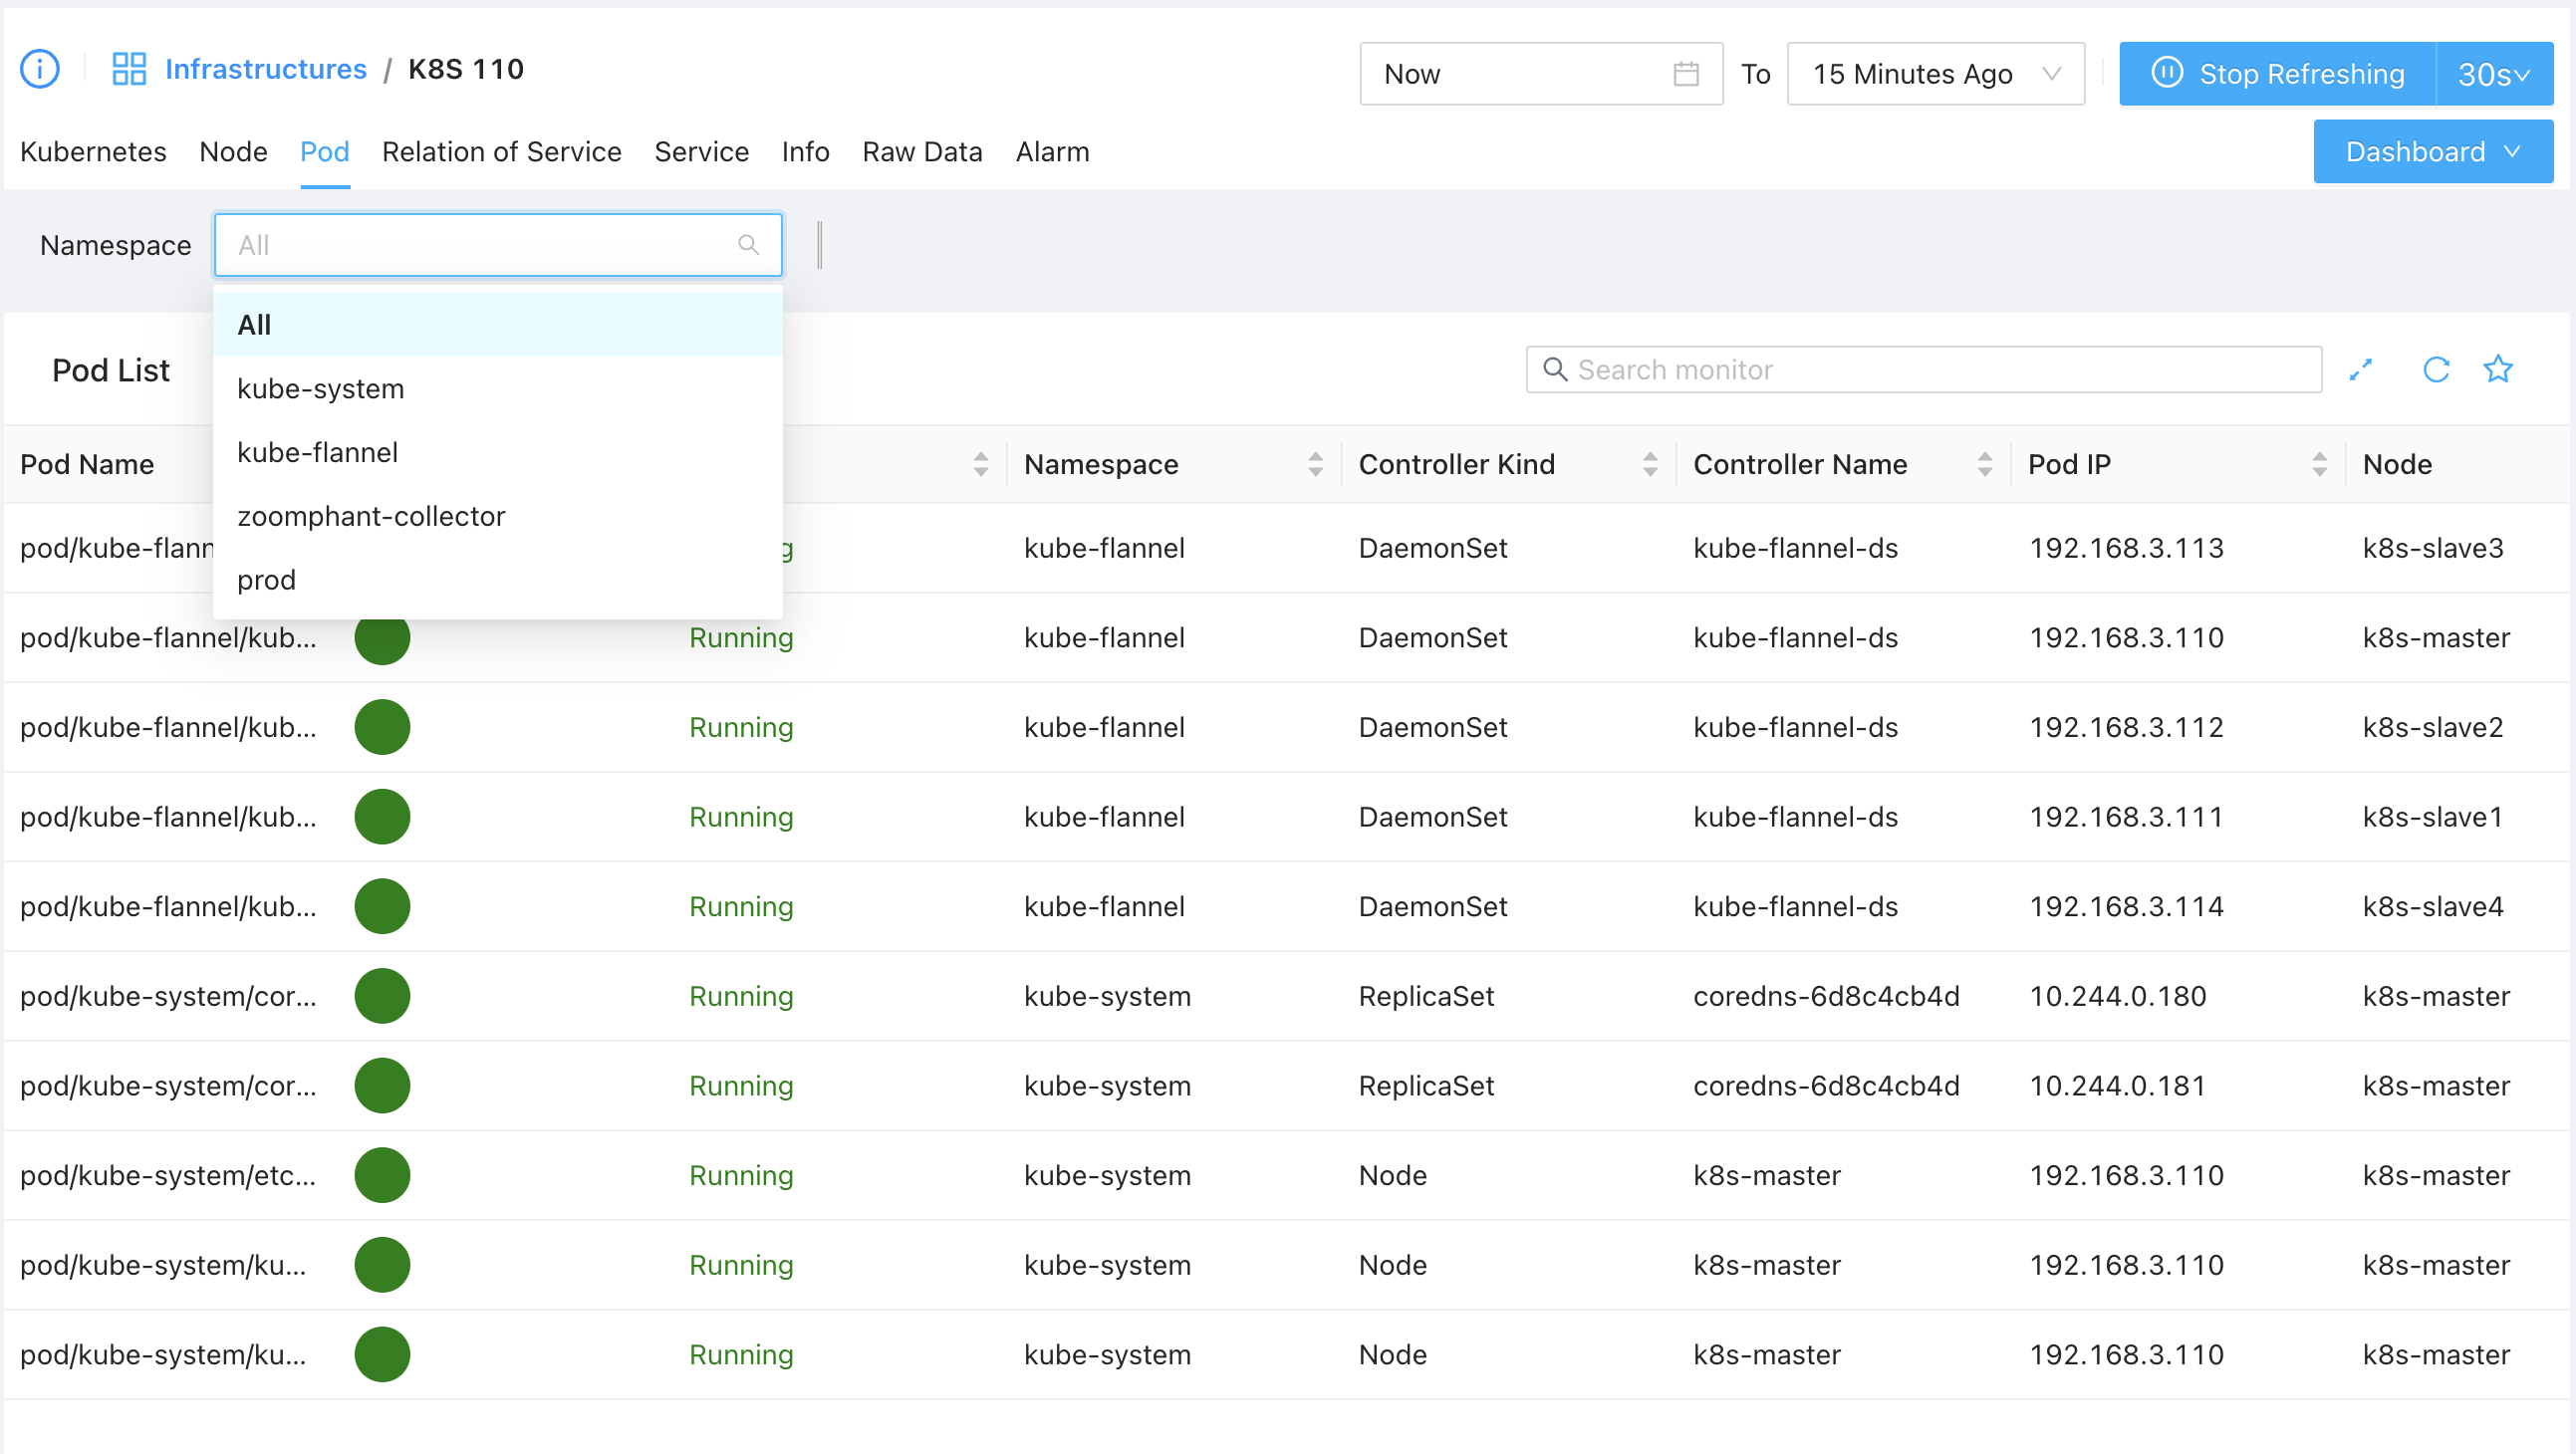 Infrastructures / K8S 110
Now To 15 Minutes Ago Stop Refreshing 30s
Kubernetes Node Pod Relation of Service Service Info Raw Data Alarm Dashboard
Namespace All
All
kube-system
kube-flannel
zoomphant-collector
prod
Pod List Search monitor
Pod Name Namespace Controller Kind Controller Name Pod IP Node
pod/kube-flann g kube-flannel DaemonSet kube-flannel-ds 192.168.3.113 k8s-slave3
pod/kube-flannel/kub... Running kube-flannel DaemonSet kube-flannel-ds 192.168.3.110 k8s-master
pod/kube-flannel/kub... Running kube-flannel DaemonSet kube-flannel-ds 192.168.3.112 k8s-slave2
pod/kube-flannel/kub... Running kube-flannel DaemonSet kube-flannel-ds 192.168.3.111 k8s-slave1
pod/kube-flannel/kub... Running kube-flannel DaemonSet kube-flannel-ds 192.168.3.114 k8s-slave4
pod/kube-system/cor... Running kube-system ReplicaSet coredns-6d8c4cb4d 10.244.0.180 k8s-master
pod/kube-system/cor... Running kube-system ReplicaSet coredns-6d8c4cb4d 10.244.0.181 k8s-master
pod/kube-system/etc... Running kube-system Node k8s-master 192.168.3.110 k8s-master
pod/kube-system/ku... Running kube-system Node k8s-master 192.168.3.110 k8s-master
pod/kube-system/ku... Running kube-system Node k8s-master 192.168.3.110 k8s-master